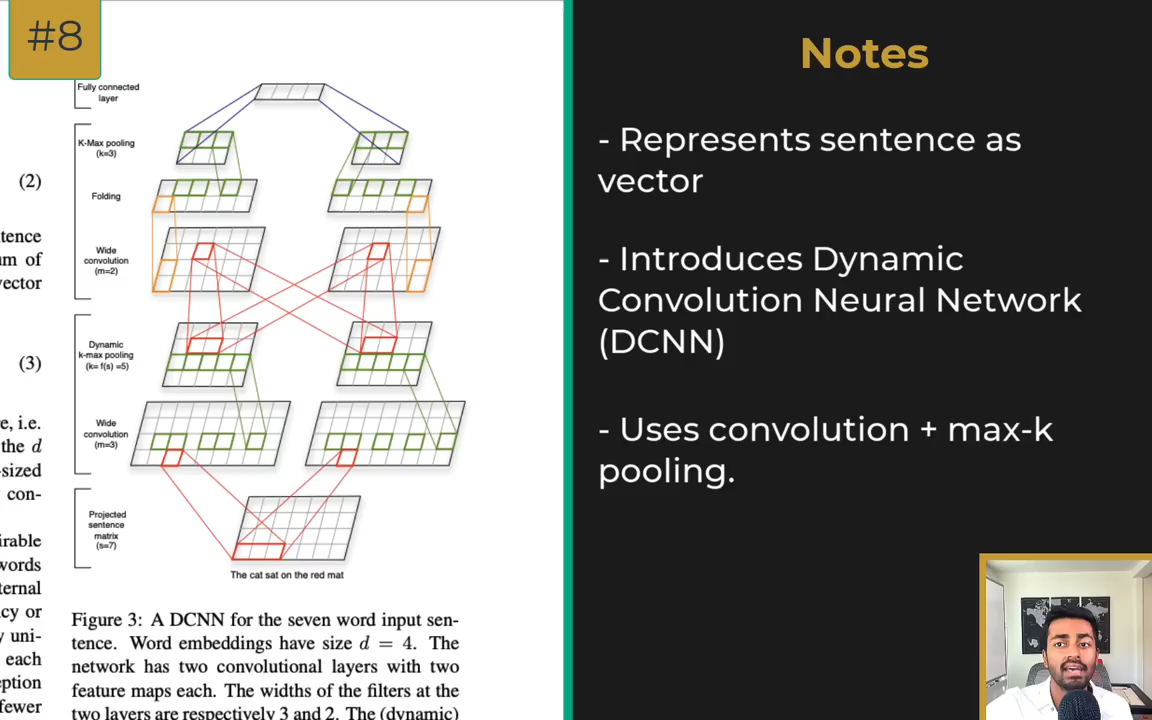 #8
Notes
- Represents sentence as
vector
- Introduces Dynamic
Convolution Neural Network
(DCNN)
- Uses convolution + max-k
pooling.
(2)
tence
m of
vector
(3)
e, i.e.
the d
-sized
con-
irable
words
ternal
cy or
y uni-
each
eption
fewer
Fully connected
layer
K-Max pooling
(k=3)
Folding
Wide
convolution
(m=2)
Dynamic
k-max pooling
(k= f(s) =5)
Wide
convolution
(m=3)
Projected
sentence
matrix
(s=7)
The cat sat on the red mat
Figure 3: A DCNN for the seven word input sen-
tence. Word embeddings have size d = 4. The
network has two convolutional layers with two
feature maps each. The widths of the filters at the
two layers are respectively 3 and 2. The (dynamic)